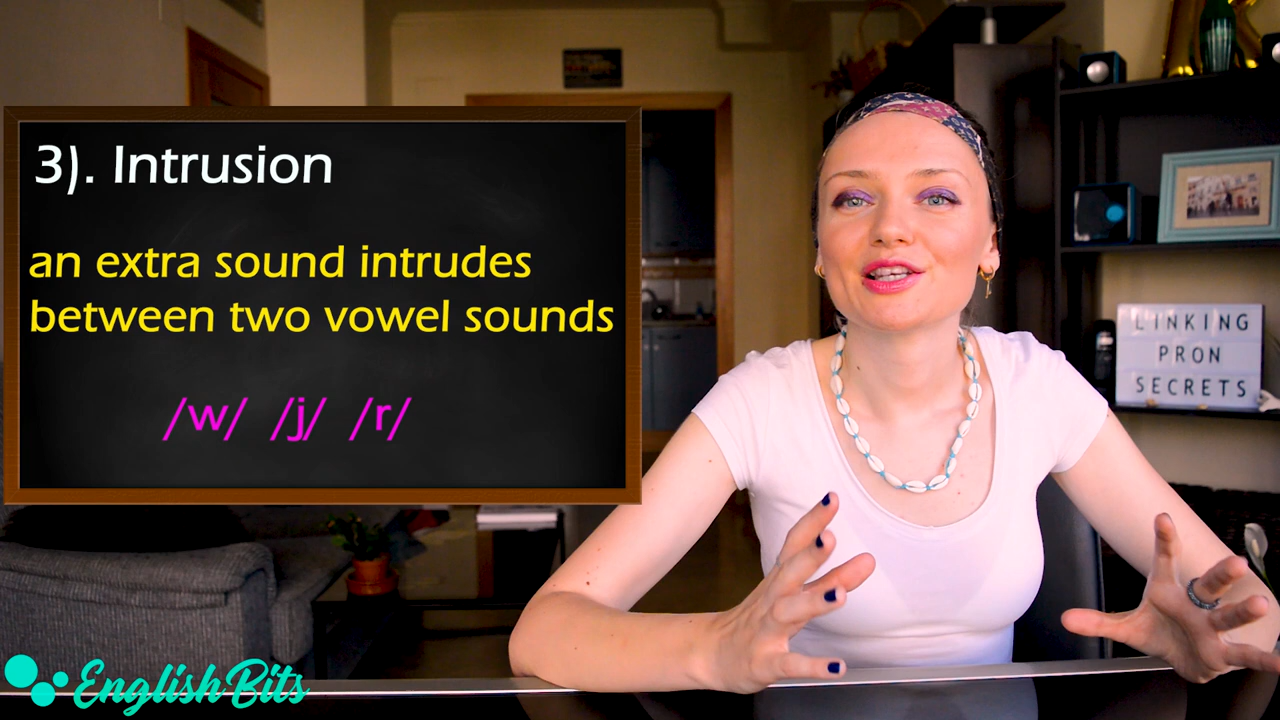 3). Intrusion
an extra sound intrudes
between two vowel sounds
/w/ /j/ /r/
LINKING
PRON
SECRETS
EnglishBits